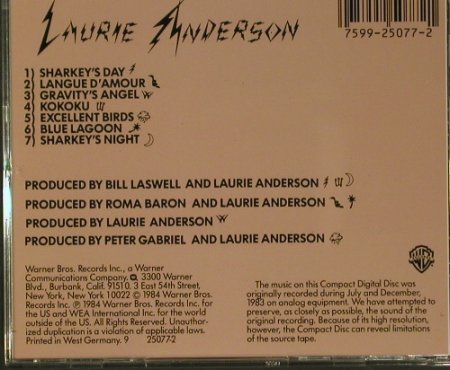 LAURIE ANDERSON
7599-25077-2
1) SHARKEY'S DAY
2) LANGUE D'AMOUR
3) GRAVITY'S ANGEL
4) KOKOKU
5) EXCELLENT BIRDS
6) BLUE LAGOON
7) SHARKEY'S NIGHT
PRODUCED BY BILL LASWELL AND LAURIE ANDERSON
PRODUCED BY ROMA BARON AND LAURIE ANDERSON
PRODUCED BY LAURIE ANDERSON
PRODUCED BY PETER GABRIEL AND LAURIE ANDERSON
Warner Bros. Records Inc., a Warner
Communications Company, 3300 Warner
Blvd., Burbank, Calif. 91510. 3 East 54th Street,
New York, New York 10022 © 1984 Warner Bros.
Records Inc. ℗ 1984 Warner Bros. Records Inc. for
the US and WEA International Inc. for the world
outside of the US. All Rights Reserved. Unautho-
rized duplication is a violation of applicable laws.
Printed in West Germany. 9 25077-2
The music on this Compact Digital Disc was
originally recorded during July and December,
1983 on analog equipment. We have attempted to
preserve, as closely as possible, the sound of the
original recording. Because of its high resolution,
however, the Compact Disc can reveal limitations
of the source tape.